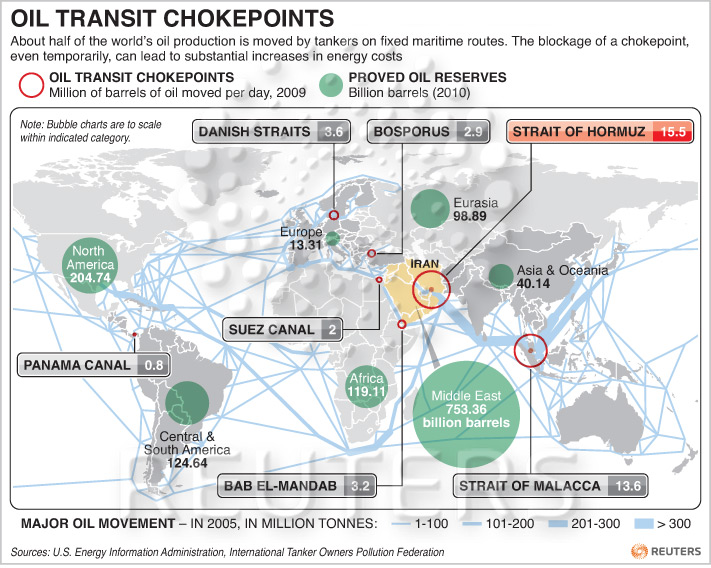 OIL TRANSIT CHOKEPOINTS
About half of the world's oil production is moved by tankers on fixed maritime routes. The blockage of a chokepoint,
even temporarily, can lead to substantial increases in energy costs
OIL TRANSIT CHOKEPOINTS
Million of barrels of oil moved per day, 2009
PROVED OIL RESERVES
Billion barrels (2010)
Note: Bubble charts are to scale
within indicated category.
DANISH STRAITS 3.6
BOSPORUS 2.9
STRAIT OF HORMUZ 15.5
Eurasia
98.89
Europe
13.31
North
America
204.74
IRAN
Asia & Oceania
40.14
SUEZ CANAL 2
PANAMA CANAL 0.8
Africa
119.11
Middle East
753.36
billion barrels
Central &
South America
124.64
BAB EL-MANDAB 3.2
STRAIT OF MALACCA 13.6
REUTERS
MAJOR OIL MOVEMENT – IN 2005, IN MILLION TONNES: 1-100 101-200 201-300 > 300
Sources: U.S. Energy Information Administration, International Tanker Owners Pollution Federation
REUTERS